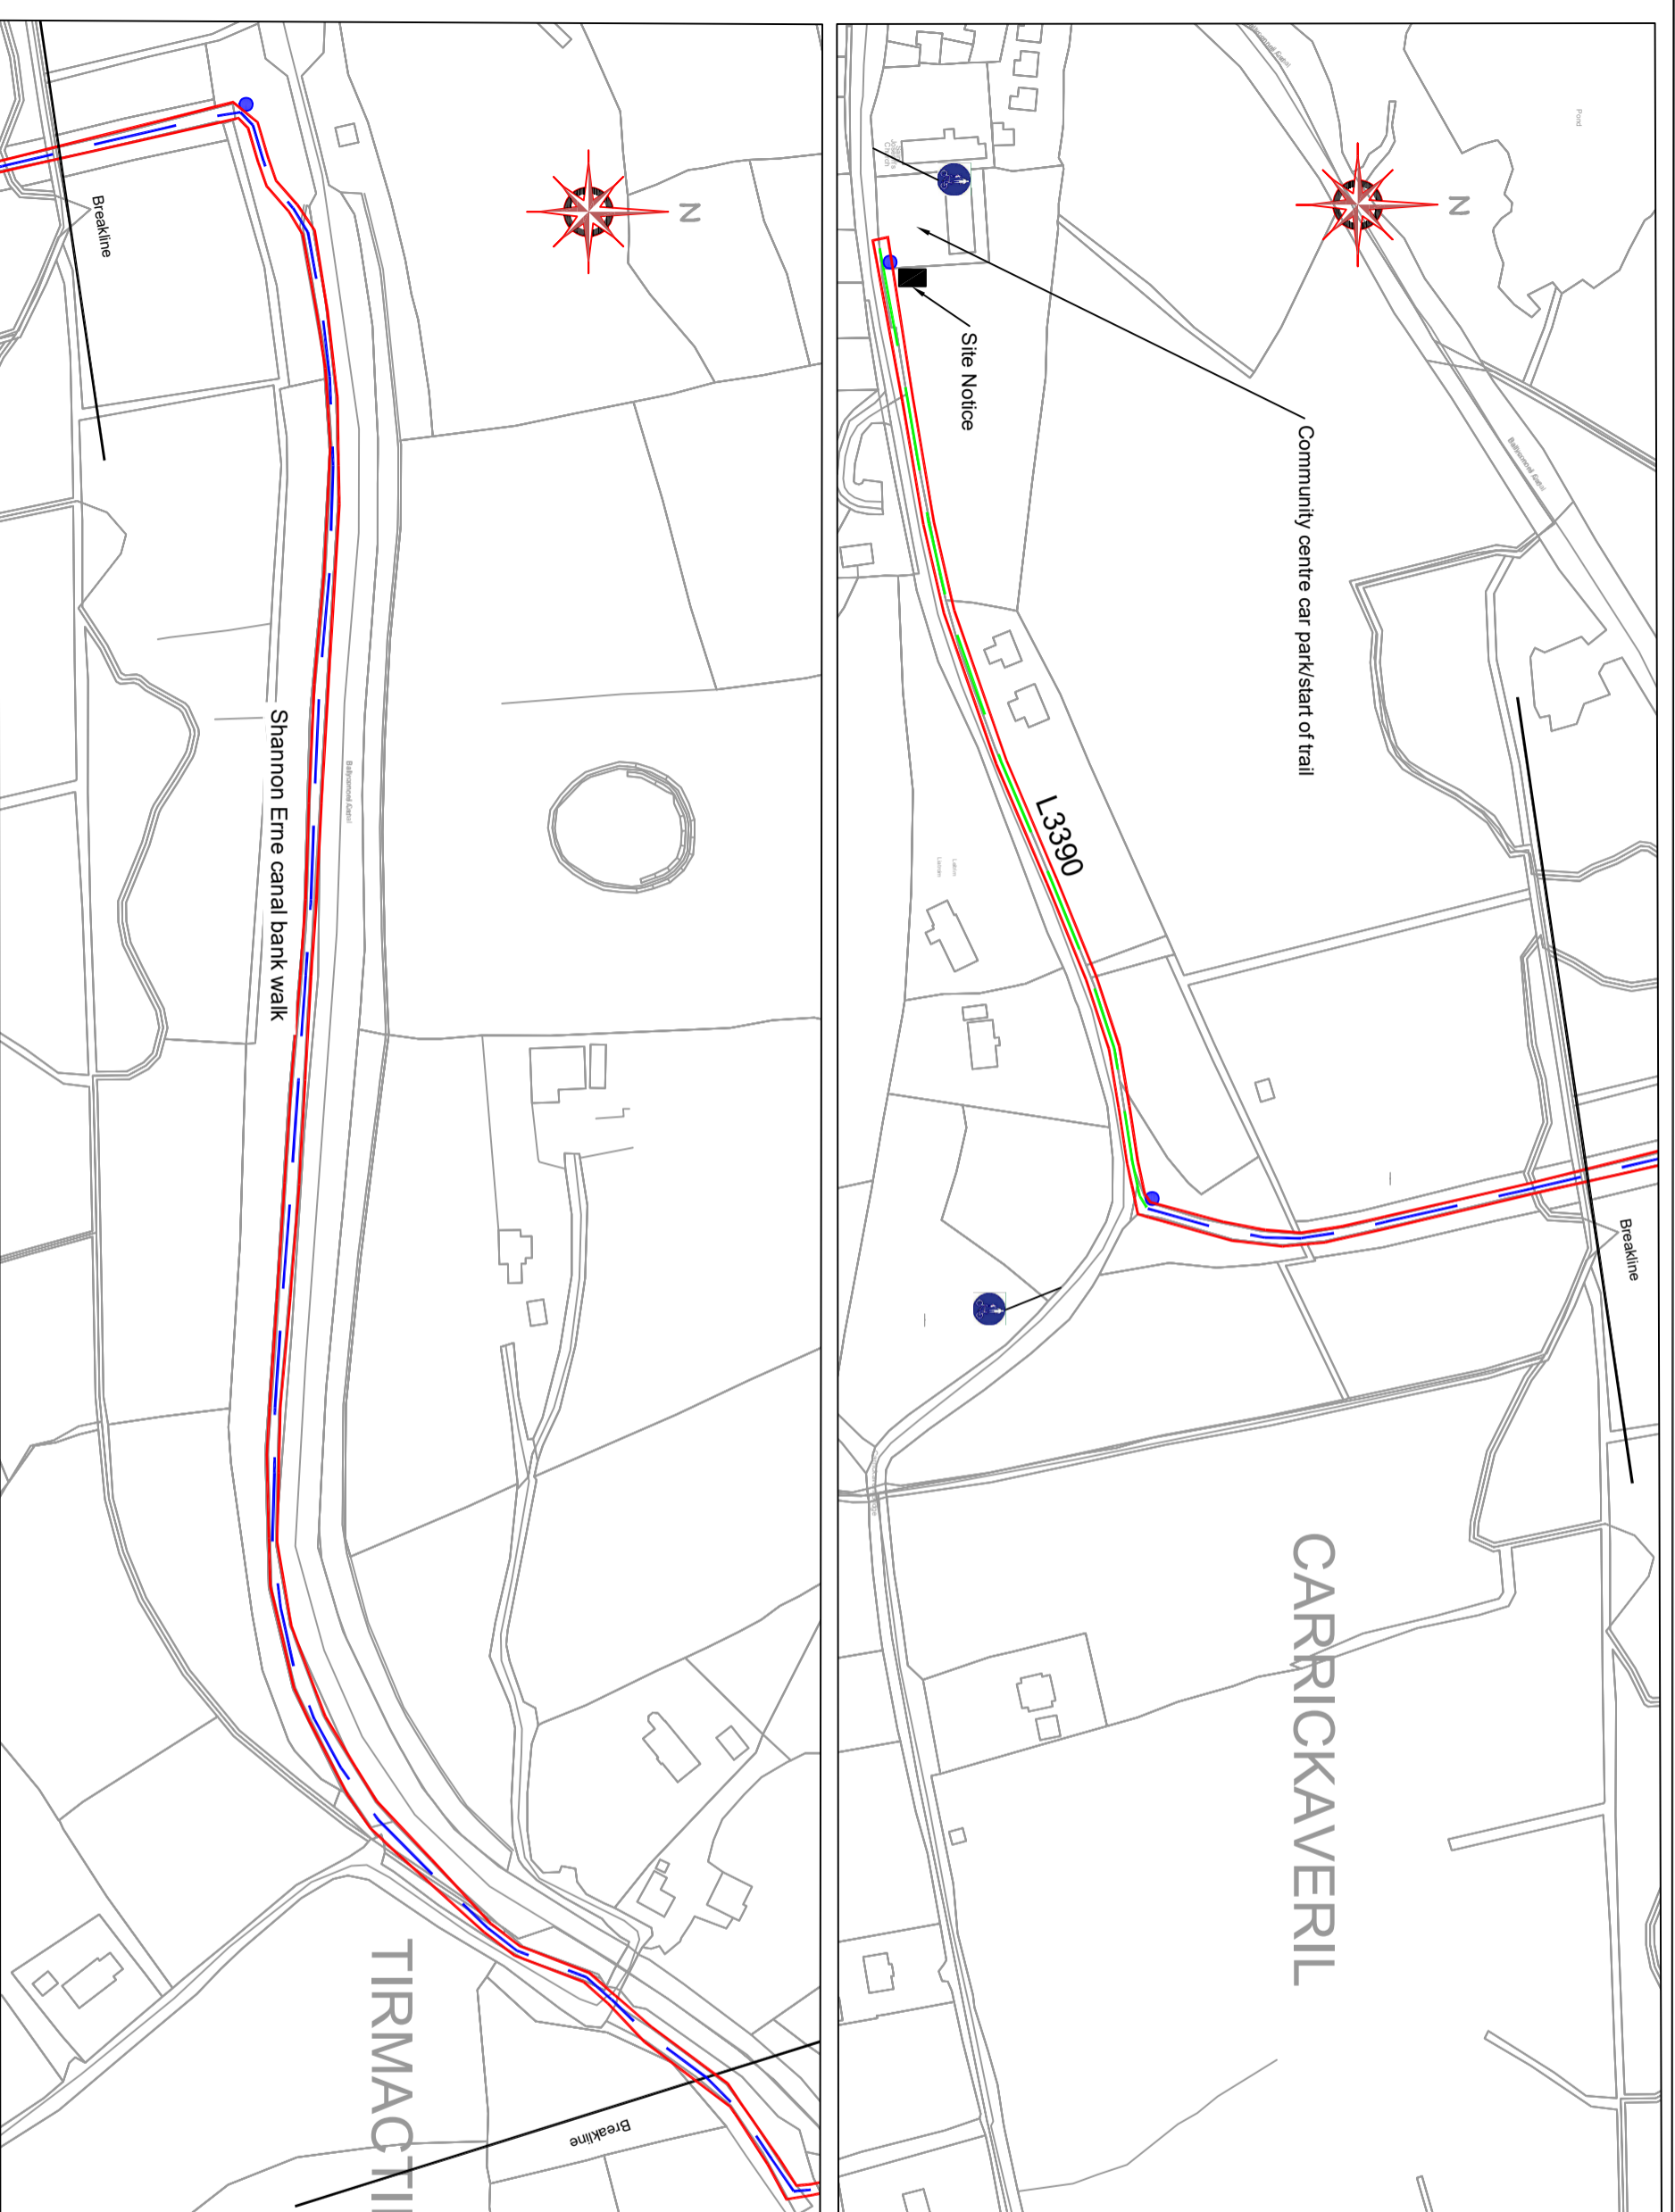 N
Pond
Community centre car park/start of trail
Site Notice
L3390
Breakline
CARRICKAVERIL
N
Breakline
Shannon Erne canal bank walk
Breakline